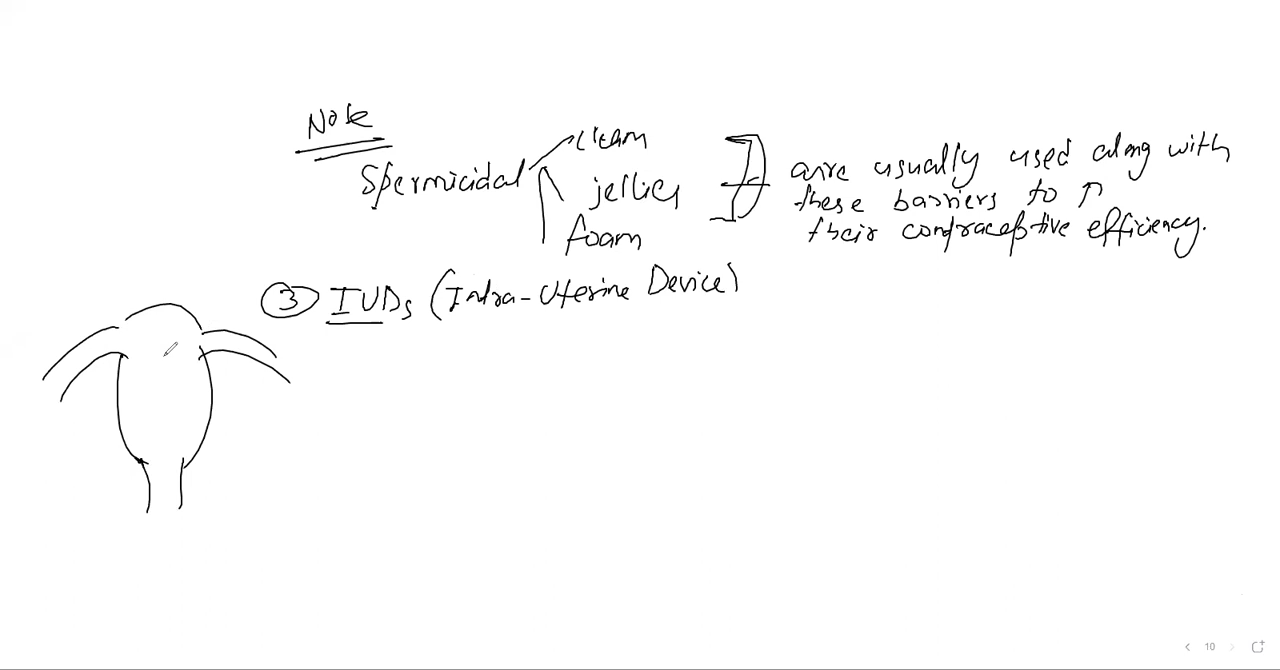 Note
Spermicidal
cream
jellies
foam
are usually used along with
these barriers to ↑
their contraceptive efficiency.
③ IUDs (Intra-Uterine Device)
10